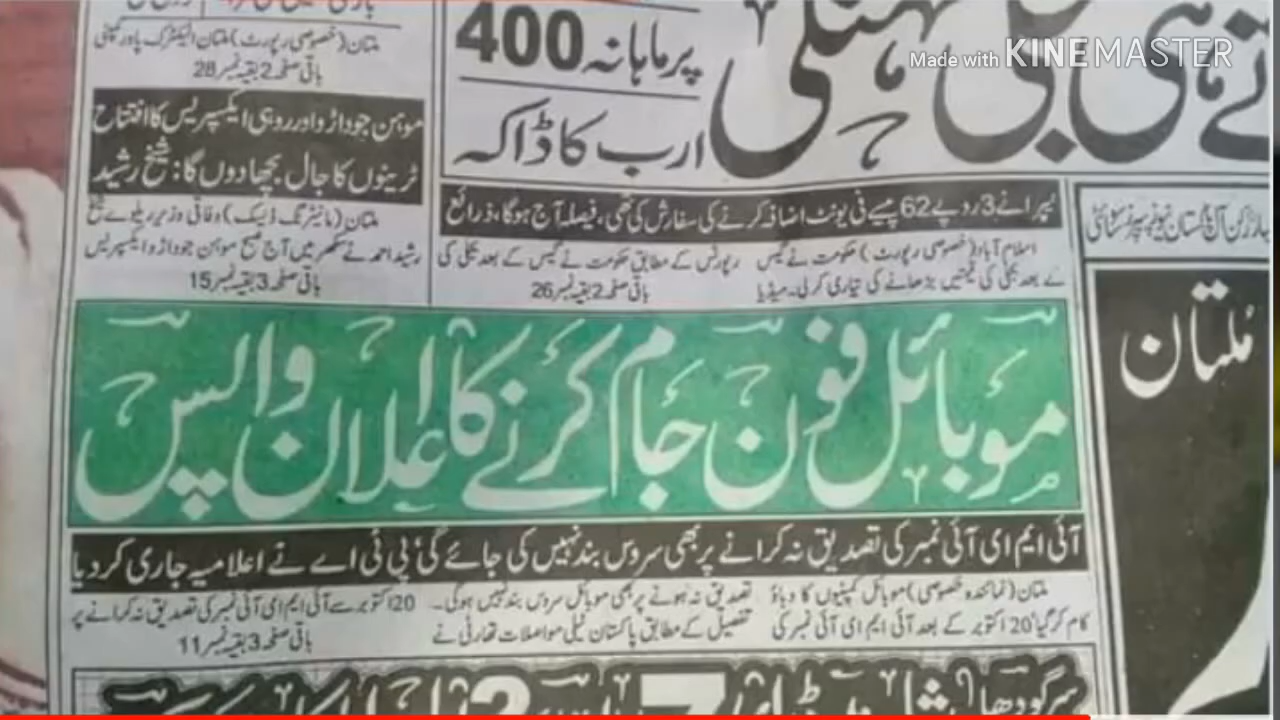 Made with KINEMASTER
تے ہی بجلی مہنگی
پر ماہانہ 400
ارب کا ڈاکہ
نیپرا نے 3 روپے 62 پیسے فی یونٹ اضافہ کرنے کی سفارش کی تھی، فیصلہ آج ہوگا، ذرائع
اسلام آباد (خصوصی رپورٹ) حکومت نے گیس
کے بعد بجلی کی قیمتیں بڑھانے کی تیاری کرلی۔ میڈیا
رپورٹس کے مطابق حکومت نے گیس کے بعد بجلی کی
باقی صفحہ 2 بقیہ نمبر 26
ملتان (خصوصی رپورٹ) ملتان الیکٹرک پاور کمپنی
باقی صفحہ 2 بقیہ نمبر 28
موہن جوداڑو اور روہی ایکسپریس کا افتتاح
ٹرینوں کا جال بچھا دوں گا: شیخ رشید
ملتان (مانیٹرنگ ڈیسک) وفاقی وزیر ریلوے شیخ
رشید احمد نے سکھر میں آج صبح موہن جوداڑو ایکسپریس
باقی صفحہ 3 بقیہ نمبر 15
ملتان
موبائل فون جام کرنے کا اعلان واپس
آئی ایم ای آئی نمبر کی تصدیق نہ کرانے پر بھی سروس بند نہیں کی جائے گی، پی ٹی اے نے اعلامیہ جاری کردیا
ملتان (نمائندہ خصوصی) موبائل کمپنیوں کا دباؤ
کام کر گیا، 20 اکتوبر کے بعد آئی ایم ای آئی نمبر کی
تصدیق نہ ہونے پر بھی موبائل سروس بند نہیں ہوگی۔
تفصیل کے مطابق پاکستان ٹیلی مواصلات اتھارٹی نے
20 اکتوبر سے آئی ایم ای آئی نمبر کی تصدیق نہ کرانے پر
باقی صفحہ 3 بقیہ نمبر 11
سرگودھا